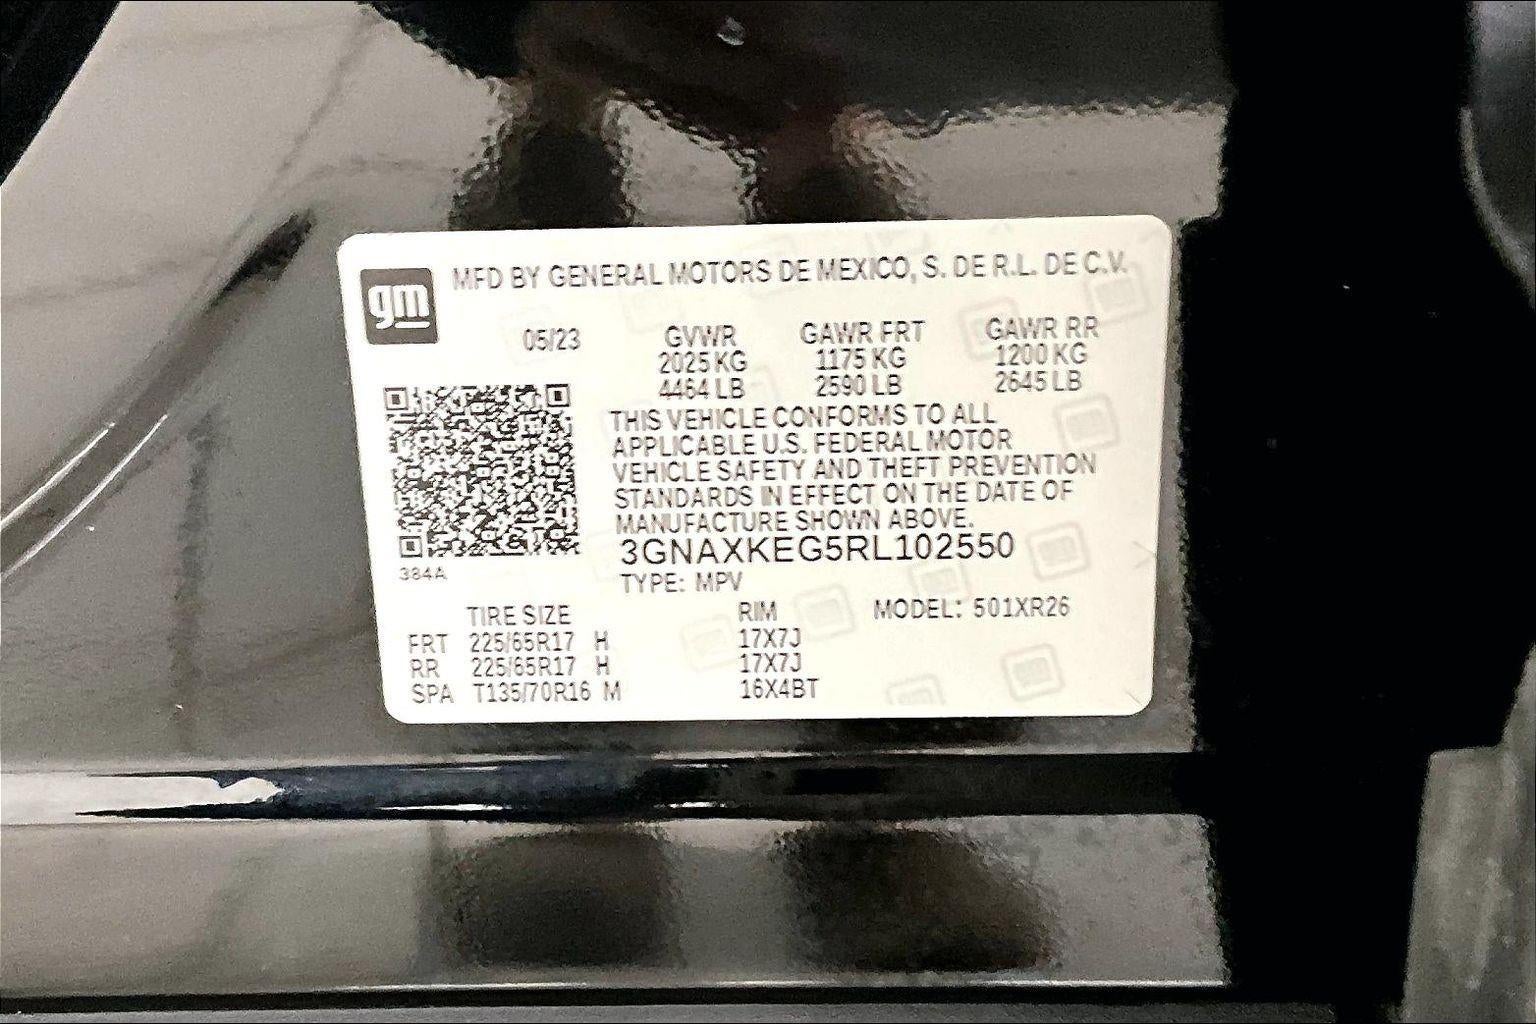 gm
MFD BY GENERAL MOTORS DE MEXICO, S. DE R.L. DE C.V.
05/23 GVWR GAWR FRT GAWR RR
2025 KG 1175 KG 1200 KG
4464 LB 2590 LB 2645 LB
THIS VEHICLE CONFORMS TO ALL
APPLICABLE U.S. FEDERAL MOTOR
VEHICLE SAFETY AND THEFT PREVENTION
STANDARDS IN EFFECT ON THE DATE OF
MANUFACTURE SHOWN ABOVE.
3GNAXKEG5RL102550
384A
TYPE: MPV
TIRE SIZE RIM MODEL: 501XR26
FRT 225/65R17 H 17X7J
RR 225/65R17 H 17X7J
SPA T135/70R16 M 16X4BT